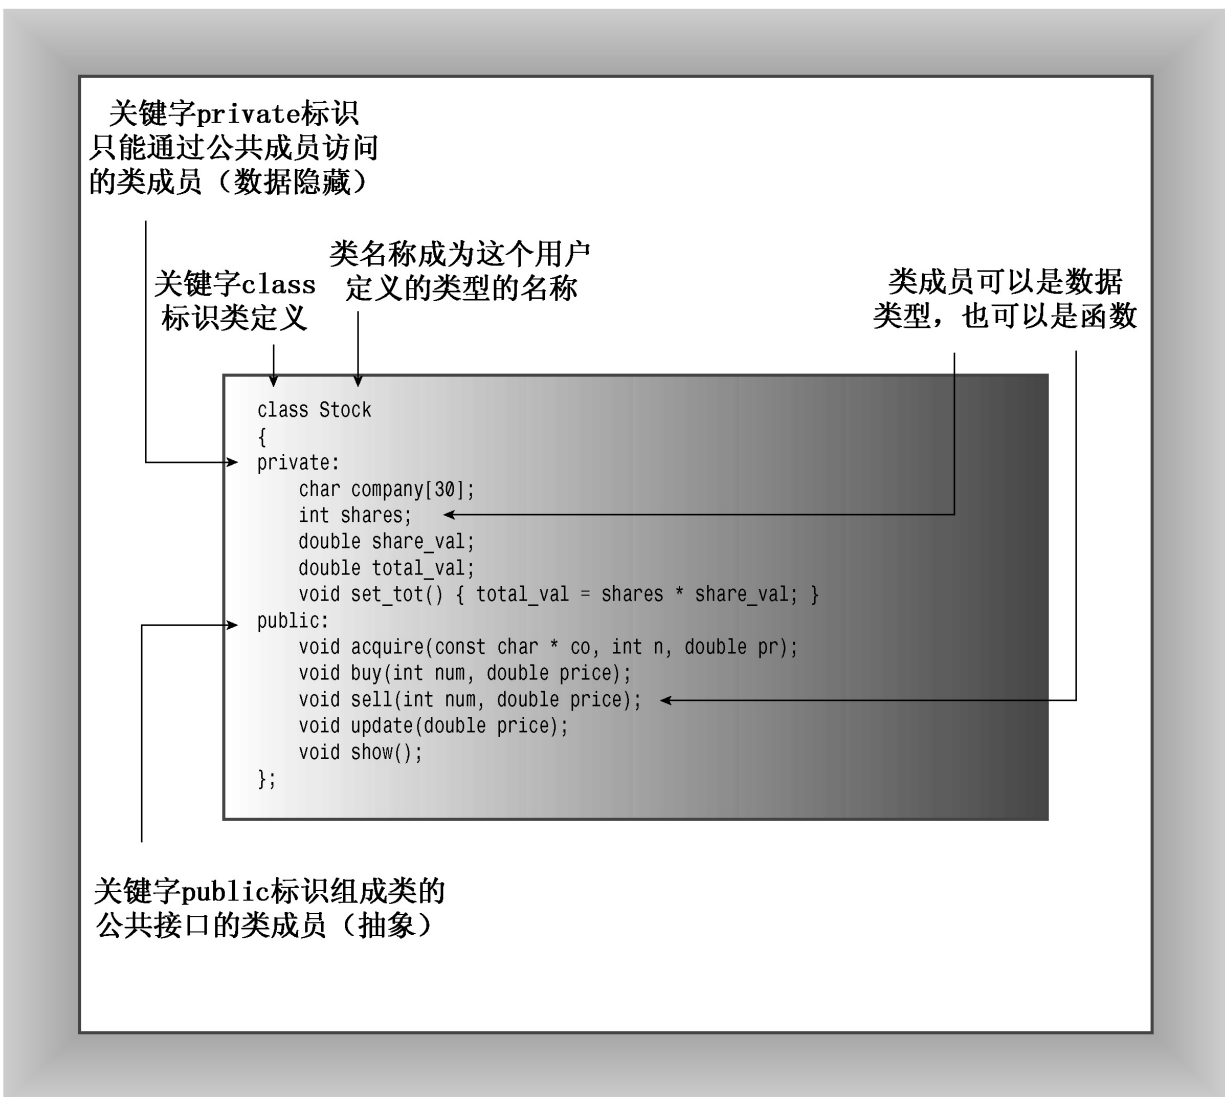 关键字private标识
只能通过公共成员访问
的类成员（数据隐藏）
关键字class
标识类定义
类名称成为这个用户
定义的类型的名称
类成员可以是数据
类型，也可以是函数
class Stock
{
private:
    char company[30];
    int shares;
    double share_val;
    double total_val;
    void set_tot() { total_val = shares * share_val; }
public:
    void acquire(const char * co, int n, double pr);
    void buy(int num, double price);
    void sell(int num, double price);
    void update(double price);
    void show();
};
关键字public标识组成类的
公共接口的类成员（抽象）